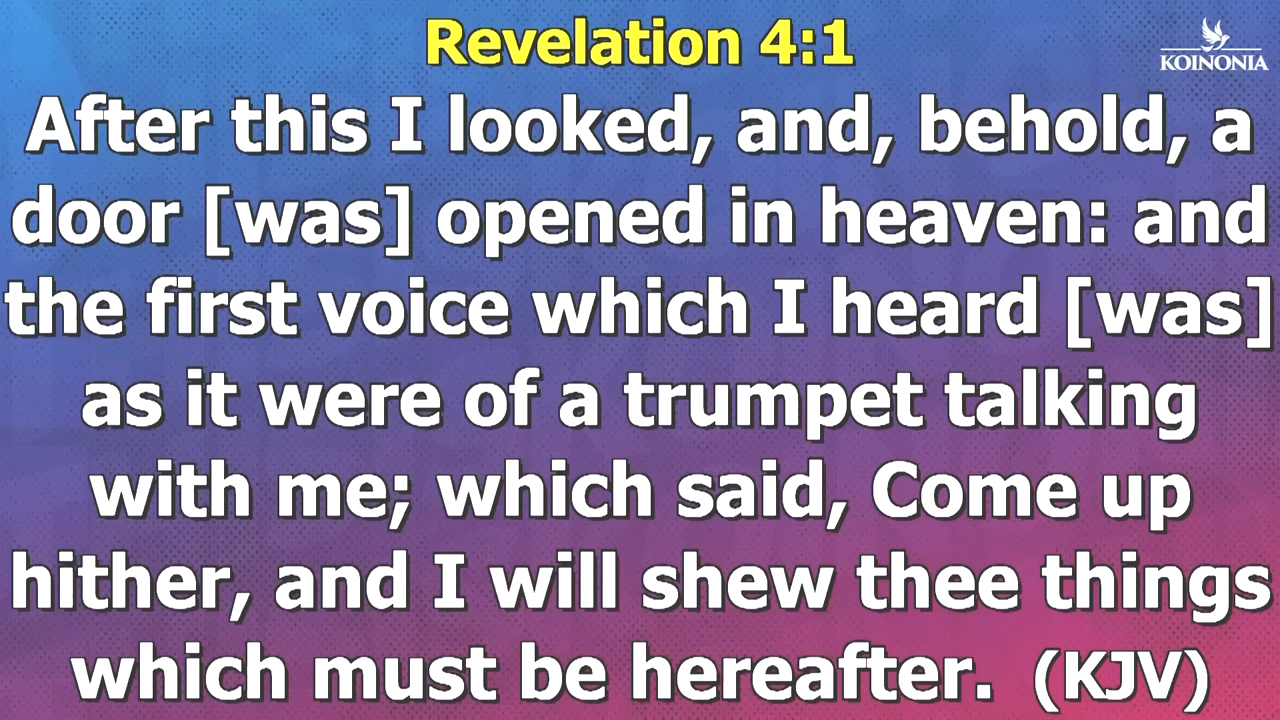 Revelation 4:1
KOINONIA
After this I looked, and, behold, a
door [was] opened in heaven: and
the first voice which I heard [was]
as it were of a trumpet talking
with me; which said, Come up
hither, and I will shew thee things
which must be hereafter. (KJV)